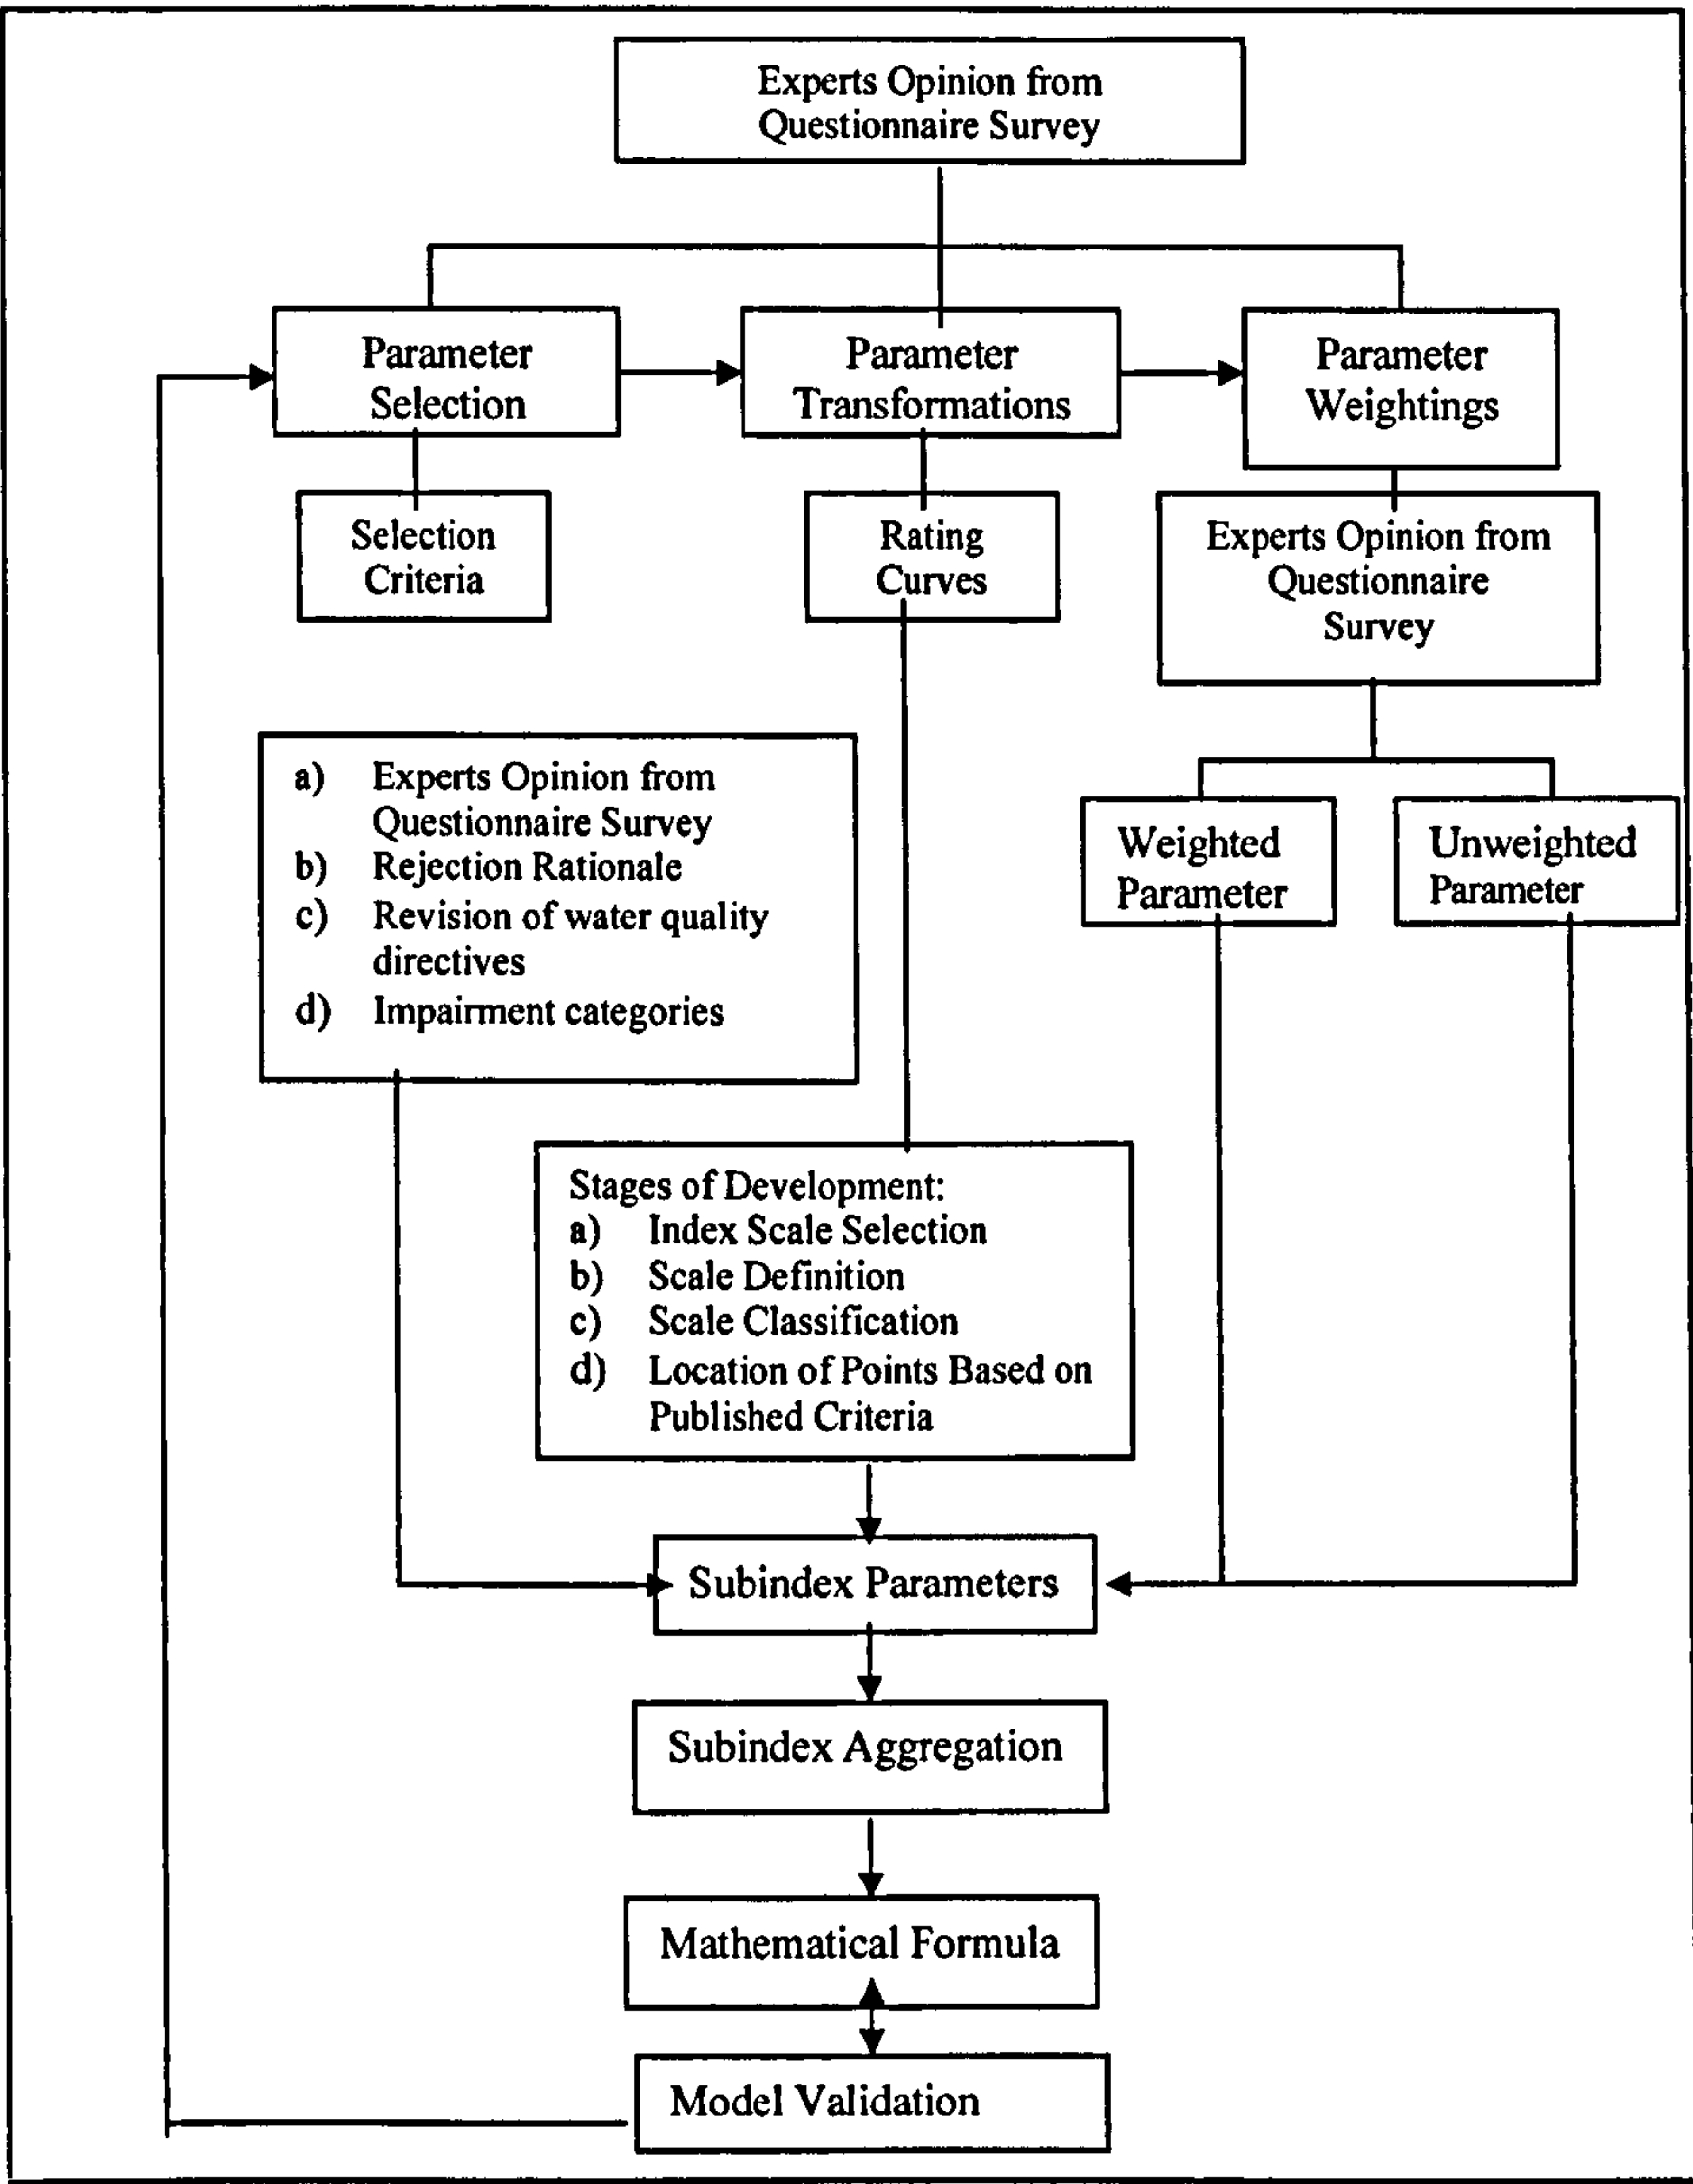 Experts Opinion from
Questionnaire Survey
Parameter
Selection
Parameter
Transformations
Parameter
Weightings
Selection
Criteria
Rating
Curves
Experts Opinion from
Questionnaire
Survey
a) Experts Opinion from
Questionnaire Survey
b) Rejection Rationale
c) Revision of water quality
directives
d) Impairment categories
Weighted
Parameter
Unweighted
Parameter
Stages of Development:
a) Index Scale Selection
b) Scale Definition
c) Scale Classification
d) Location of Points Based on
Published Criteria
Subindex Parameters
Subindex Aggregation
Mathematical Formula
Model Validation